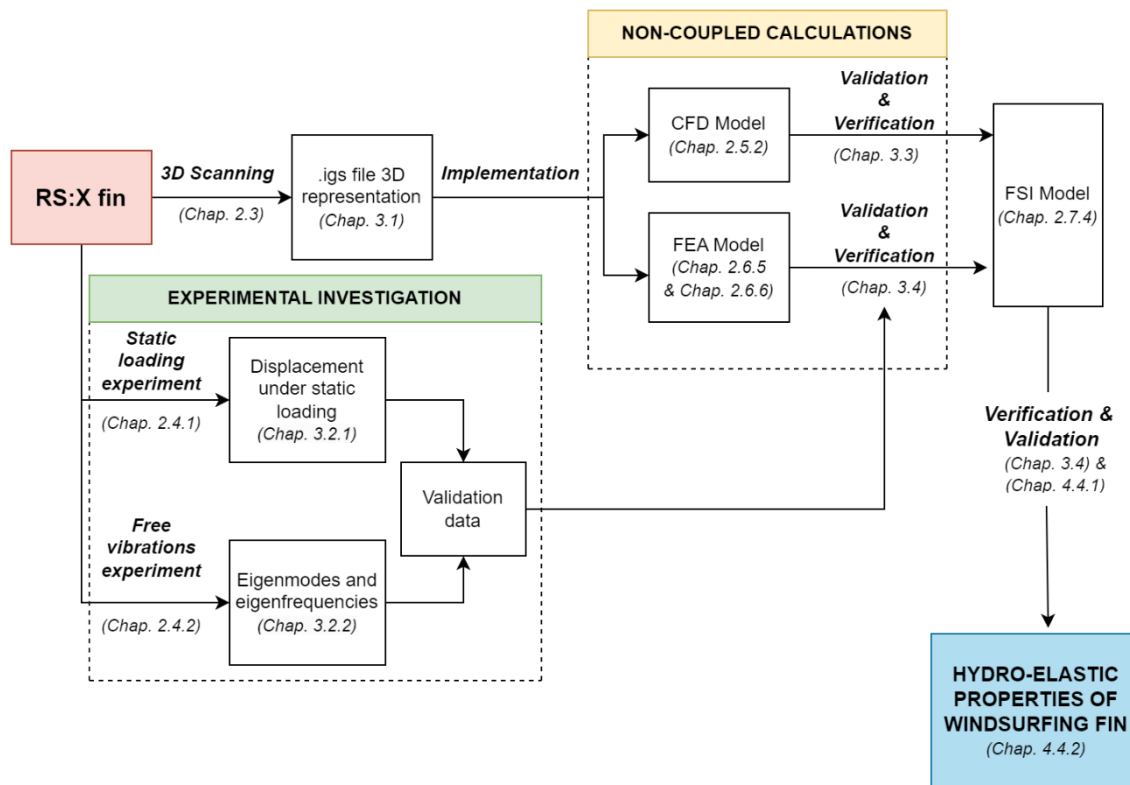 NON-COUPLED CALCULATIONS
Validation
&
Verification
(Chap. 3.3)
CFD Model
(Chap. 2.5.2)
RS:X fin
3D Scanning
(Chap. 2.3)
.igs file 3D
representation
(Chap. 3.1)
Implementation
FSI Model
(Chap. 2.7.4)
FEA Model
(Chap. 2.6.5
& Chap. 2.6.6)
Validation
&
Verification
(Chap. 3.4)
EXPERIMENTAL INVESTIGATION
Static
loading
experiment
(Chap. 2.4.1)
Displacement
under static
loading
(Chap. 3.2.1)
Validation
data
Free
vibrations
experiment
(Chap. 2.4.2)
Eigenmodes and
eigenfrequencies
(Chap. 3.2.2)
Verification &
Validation
(Chap. 3.4) &
(Chap. 4.4.1)
HYDRO-ELASTIC
PROPERTIES OF
WINDSURFING FIN
(Chap. 4.4.2)